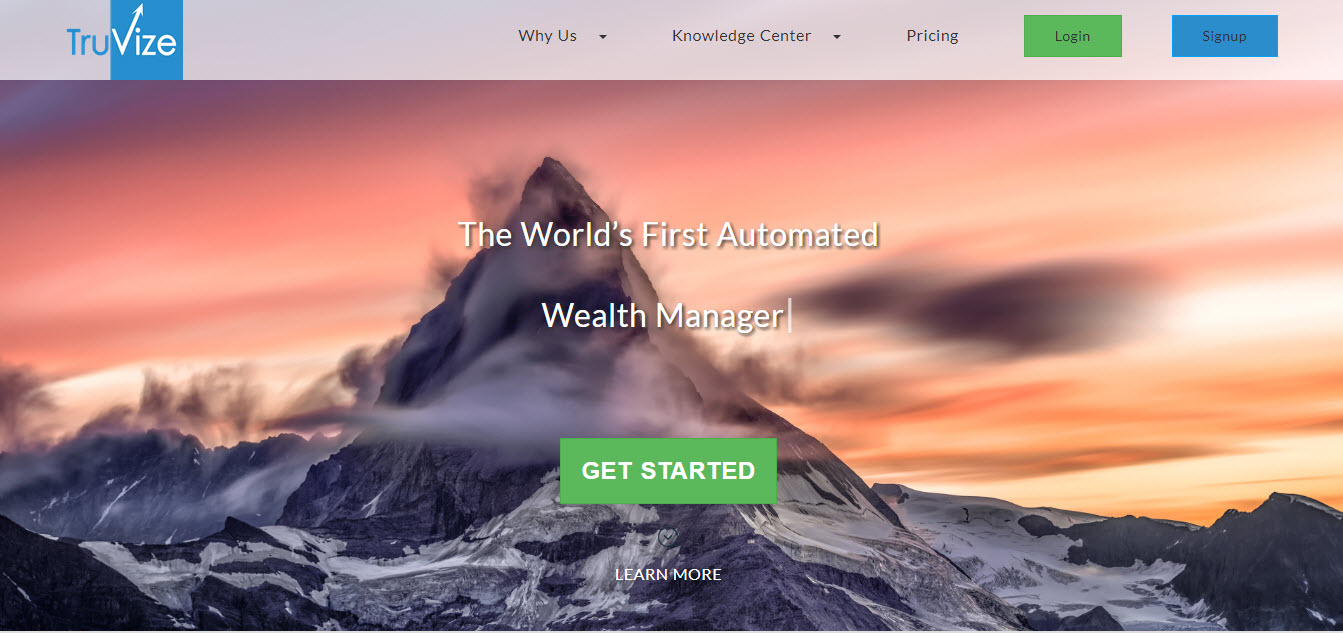 TruVize
Why Us
Knowledge Center
Pricing
Login
Signup
The World's First Automated
Wealth Manager
GET STARTED
LEARN MORE